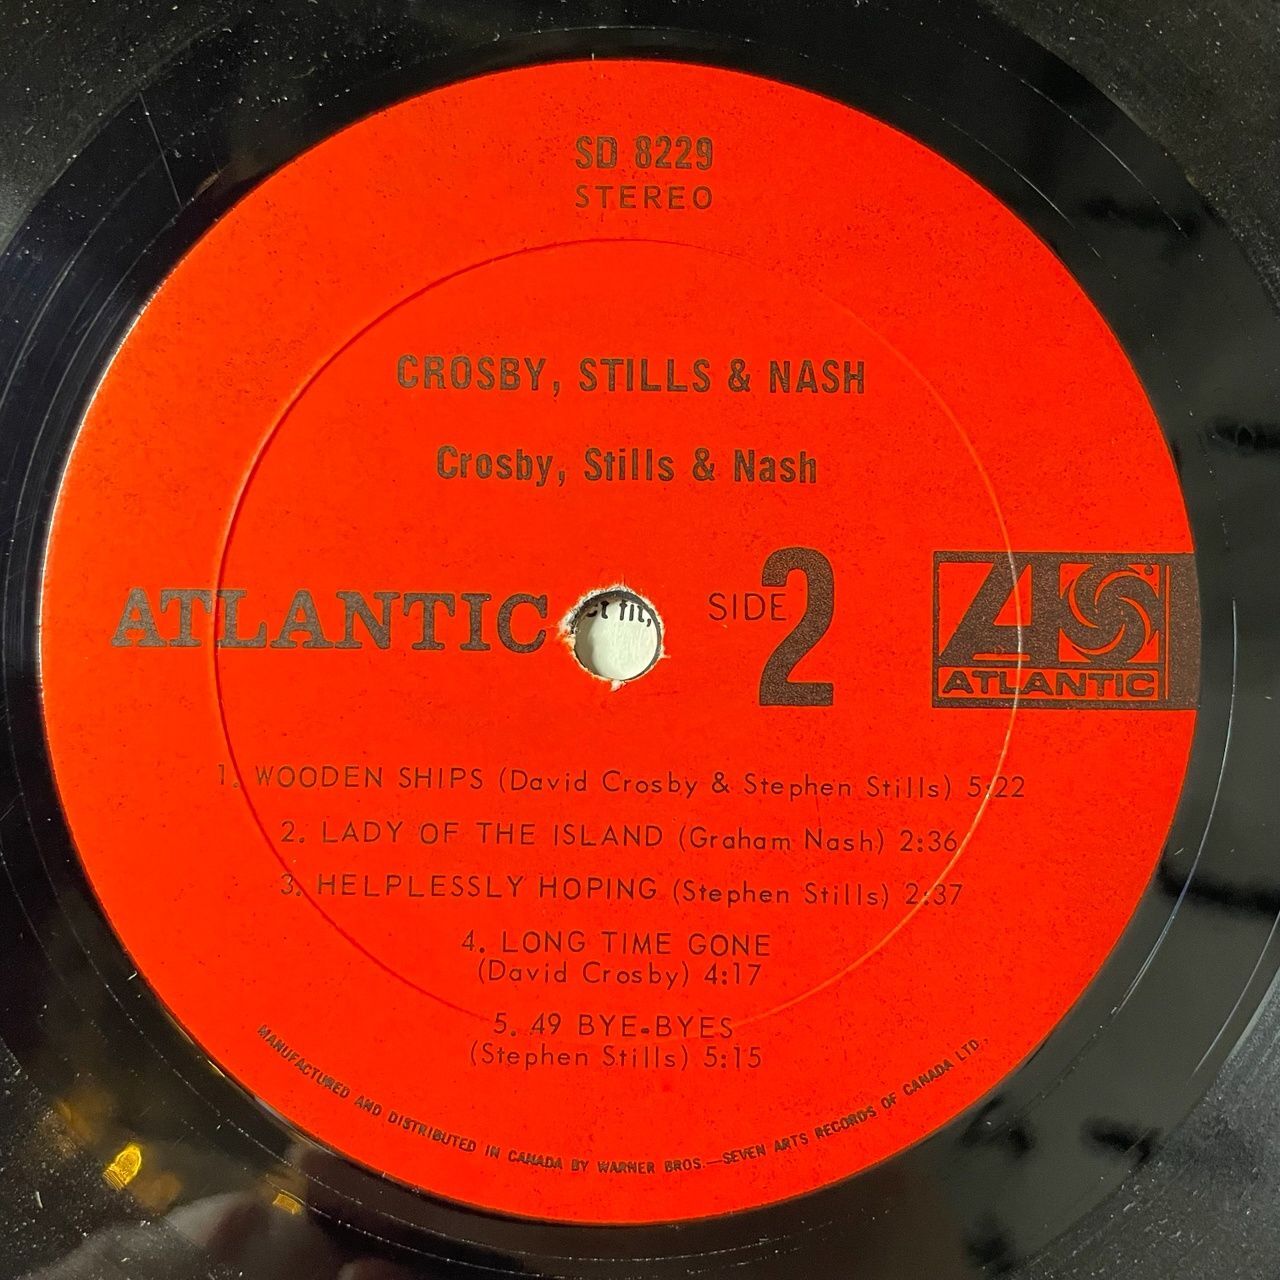 SD 8229
STEREO
CROSBY, STILLS & NASH
Crosby, Stills & Nash
ATLANTIC
ct fit,
SIDE 2
ATLANTIC
1. WOODEN SHIPS (David Crosby & Stephen Stills) 5:22
2. LADY OF THE ISLAND (Graham Nash) 2:36
3. HELPLESSLY HOPING (Stephen Stills) 2:37
4. LONG TIME GONE
(David Crosby) 4:17
5. 49 BYE-BYES
(Stephen Stills) 5:15
MANUFACTURED AND DISTRIBUTED IN CANADA BY WARNER BROS.—SEVEN ARTS RECORDS OF CANADA LTD.